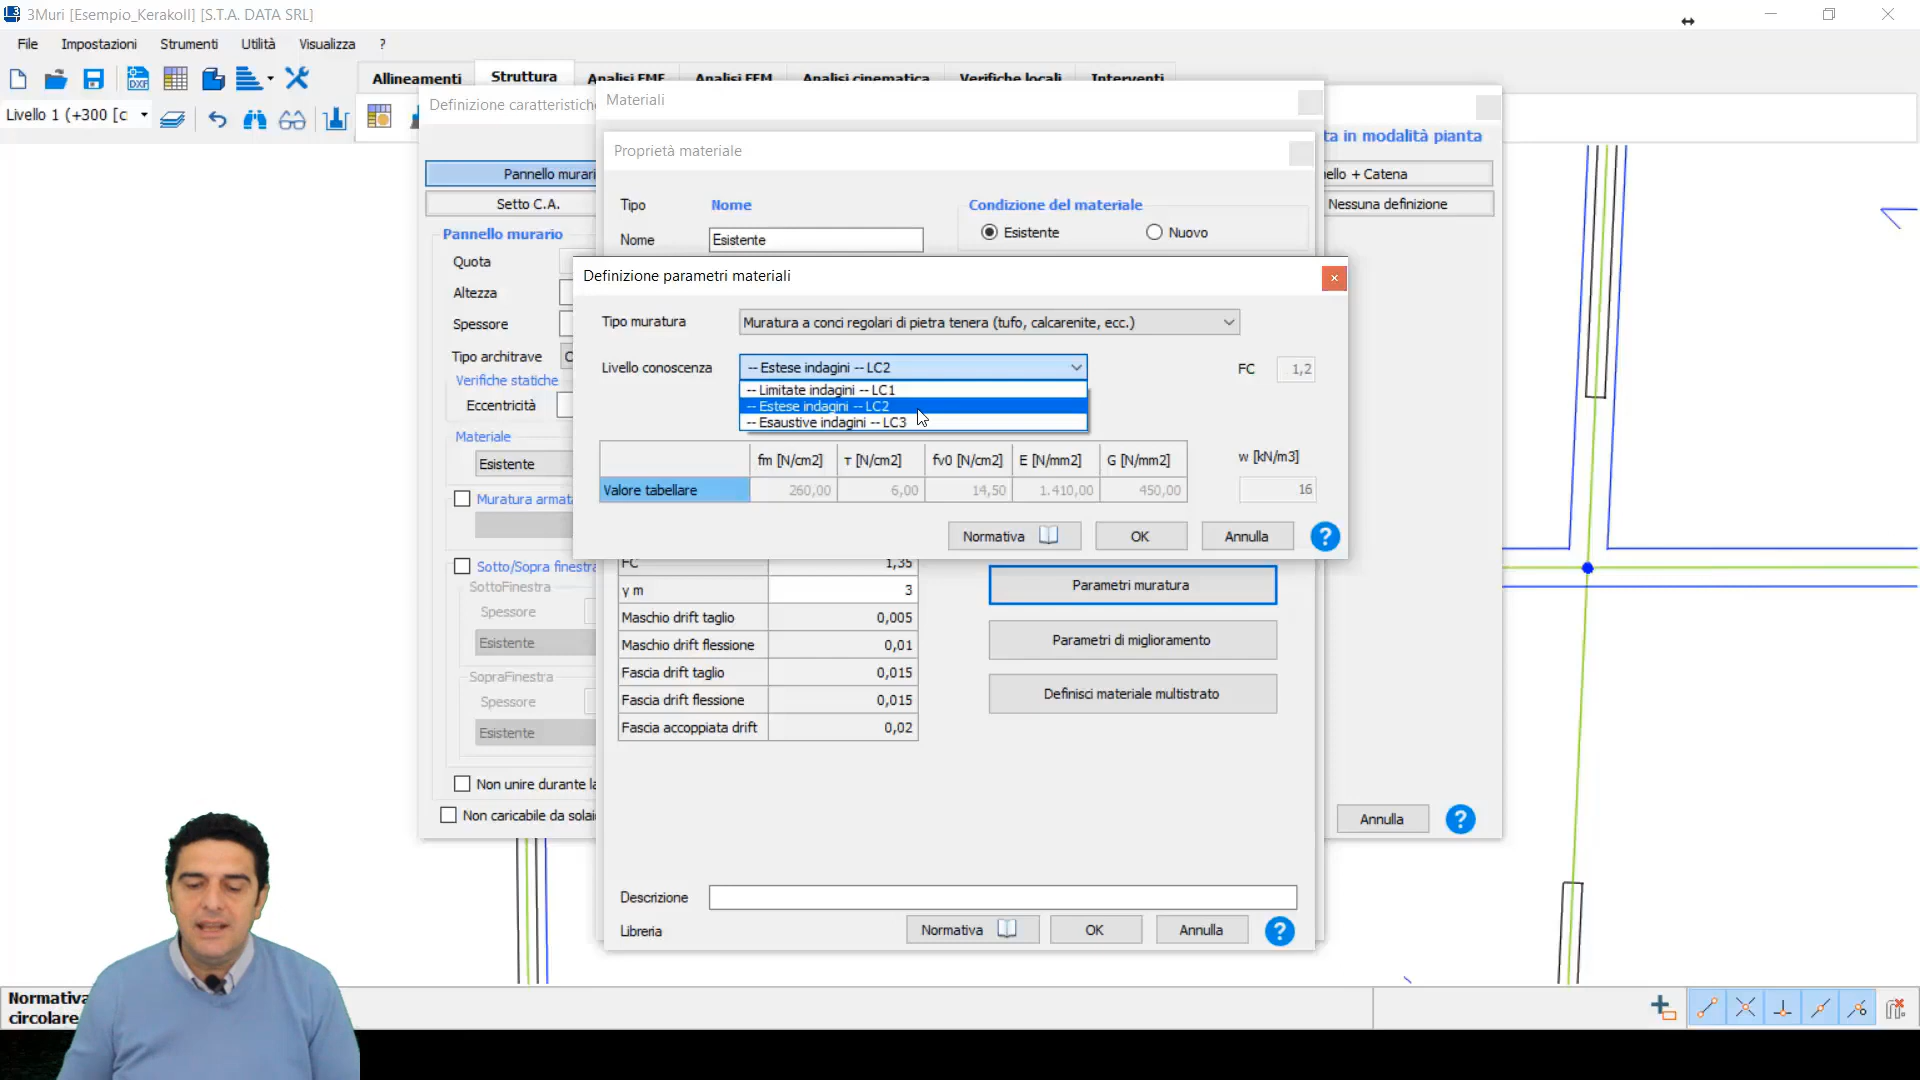 3Muri [Esempio_Kerakoll] [S.T.A. DATA SRL]
File Impostazioni Strumenti Utilità Visualizza ?
Allineamenti Struttura Analisi EMF Analisi FEM Analisi cinematica Verifiche locali Interventi
Livello 1 (+300 [c
Definizione caratteristiche
Materiali
ta in modalità pianta
Proprietà materiale
Pannello murari
ello + Catena
Setto C.A.
Nessuna definizione
Tipo Nome
Condizione del materiale
Nome Esistente
Esistente Nuovo
Pannello murario
Quota
Altezza
Spessore
Tipo architrave
Verifiche statiche
Eccentricità
Materiale
Esistente
Muratura armata
Sotto/Sopra finestra
SottoFinestra
Spessore
Esistente
SopraFinestra
Spessore
Esistente
Non unire durante la
Non caricabile da solai
Definizione parametri materiali
Tipo muratura Muratura a conci regolari di pietra tenera (tufo, calcarenite, ecc.)
Livello conoscenza -- Estese indagini -- LC2
FC 1,2
-- Limitate indagini -- LC1
-- Estese indagini -- LC2
-- Esaustive indagini -- LC3
fm [N/cm2] τ [N/cm2] fv0 [N/cm2] E [N/mm2] G [N/mm2]
w [kN/m3]
Valore tabellare 260,00 6,00 14,50 1.410,00 450,00
16
Normativa OK Annulla ?
FC 1,35
γ m 3
Maschio drift taglio 0,005
Maschio drift flessione 0,01
Fascia drift taglio 0,015
Fascia drift flessione 0,015
Fascia accoppiata drift 0,02
Parametri muratura
Parametri di miglioramento
Definisci materiale multistrato
Annulla ?
Descrizione
Libreria
Normativa OK Annulla ?
Normativa
circolare